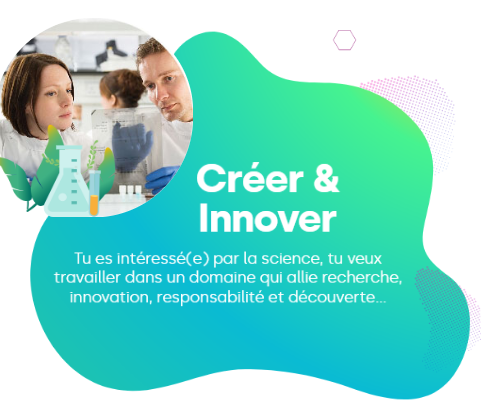 Créer &
Innover
Tu es intéressé(e) par la science, tu veux
travailler dans un domaine qui allie recherche,
innovation, responsabilité et découverte...